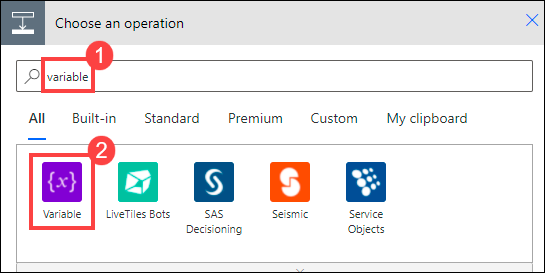 Choose an operation
1
variable
All Built-in Standard Premium Custom My clipboard
2
{x}
Variable LiveTiles Bots SAS Decisioning Seismic Service Objects